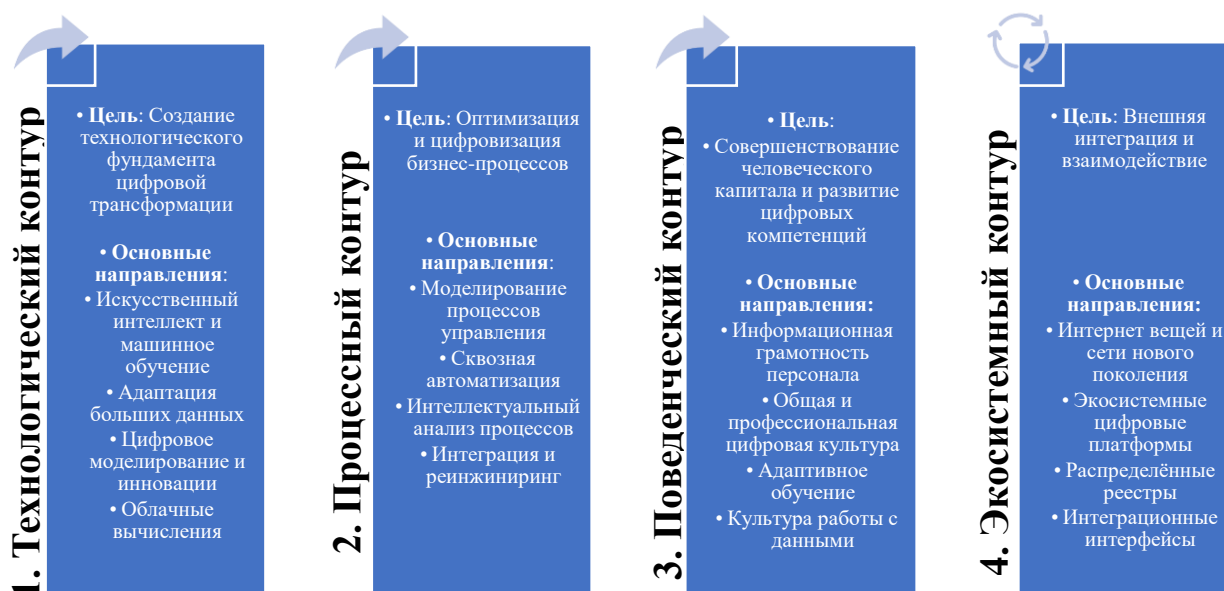 1. Технологический контур
• Цель: Создание
технологического
фундамента
цифровой
трансформации
• Основные
направления:
• Искусственный
интеллект и
машинное
обучение
• Адаптация
больших данных
• Цифровое
моделирование и
инновации
• Облачные
вычисления
2. Процессный контур
• Цель: Оптимизация
и цифровизация
бизнес-процессов
• Основные
направления:
• Моделирование
процессов
управления
• Сквозная
автоматизация
• Интеллектуальный
анализ процессов
• Интеграция и
реинжиниринг
3. Поведенческий контур
• Цель:
• Совершенствование
человеческого
капитала и развитие
цифровых
компетенций
• Основные
направления:
• Информационная
грамотность
персонала
• Общая и
профессиональная
цифровая культура
• Адаптивное
обучение
• Культура работы с
данными
4. Экосистемный контур
• Цель: Внешняя
интеграция и
взаимодействие
• Основные
направления:
• Интернет вещей и
сети нового
поколения
• Экосистемные
цифровые
платформы
• Распределённые
реестры
• Интеграционные
интерфейсы